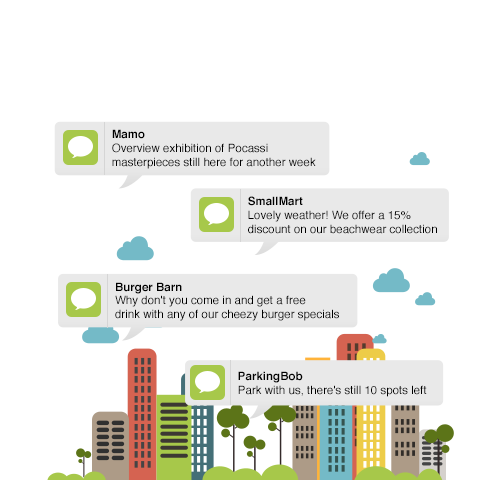 Mamo
Overview exhibition of Pocassi
masterpieces still here for another week
SmallMart
Lovely weather! We offer a 15%
discount on our beachwear collection
Burger Barn
Why don't you come in and get a free
drink with any of our cheezy burger specials
ParkingBob
Park with us, there's still 10 spots left